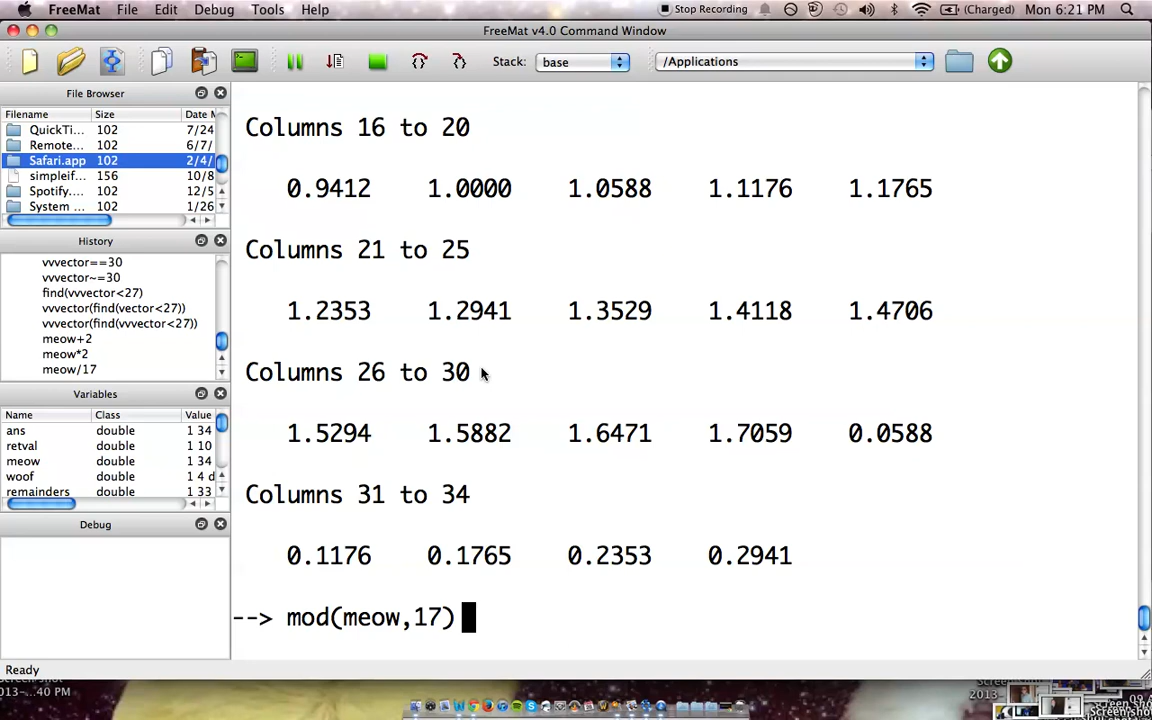 FreeMat File Edit Debug Tools Help Stop Recording (Charged) Mon 6:21 PM
FreeMat v4.0 Command Window
Stack: base /Applications
File Browser
Filename Size Date M
QuickTi... 102 7/24
Remote... 102 6/7/
Safari.app 102 2/4/
simpleif... 156 10/8
Spotify.... 102 12/5
System ... 102 1/26
History
vvvector==30
vvvector~=30
find(vvvector<27)
vvvector(find(vector<27))
vvvector(find(vvvector<27))
meow+2
meow*2
meow/17
Variables
Name Class Value
ans double 1 34
retval double 1 10
meow double 1 34
woof double 1 4 d
remainders double 1 33
Debug
Columns 16 to 20
0.9412 1.0000 1.0588 1.1176 1.1765
Columns 21 to 25
1.2353 1.2941 1.3529 1.4118 1.4706
Columns 26 to 30
1.5294 1.5882 1.6471 1.7059 0.0588
Columns 31 to 34
0.1176 0.1765 0.2353 0.2941
--> mod(meow,17)
Ready
2013-...40 PM
2013-